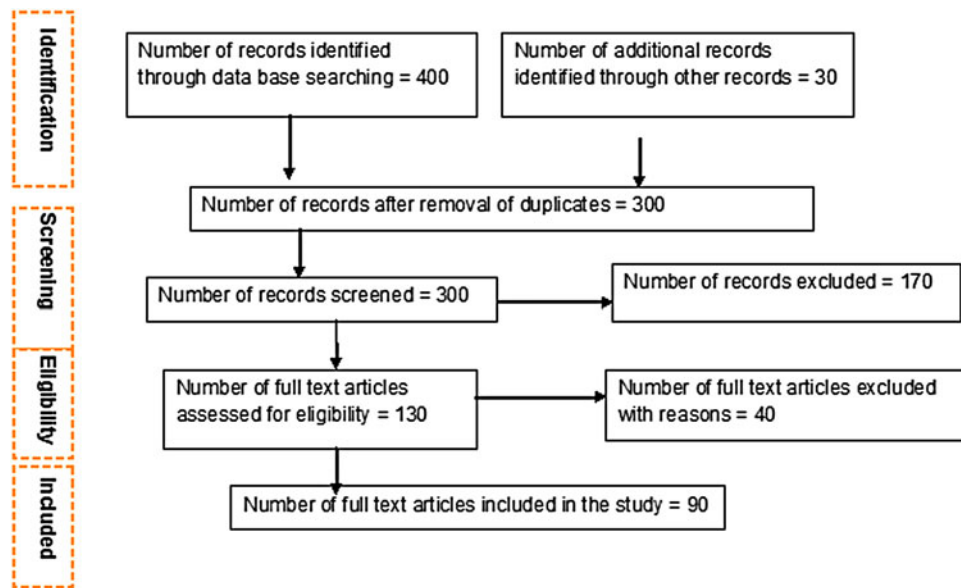 Identification
Number of records identified
through data base searching = 400
Number of additional records
identified through other records = 30
Number of records after removal of duplicates = 300
Screening
Number of records screened = 300
Number of records excluded = 170
Eligibility
Number of full text articles
assessed for eligibility = 130
Number of full text articles excluded
with reasons = 40
Included
Number of full text articles included in the study = 90